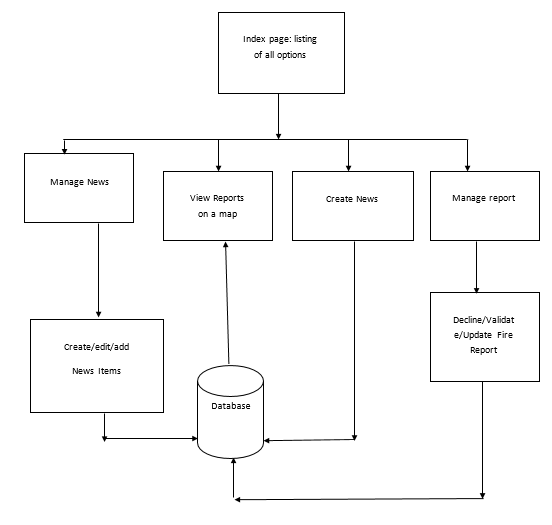 Index page: listing
of all options
Manage News
View Reports
on a map
Create News
Manage report
Create/edit/add
News Items
Decline/Validat
e/Update Fire
Report
Database